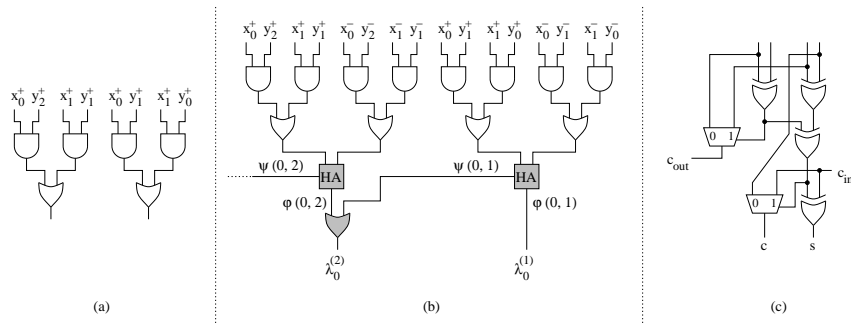 x₀⁺ y₂⁺ x₁⁺ y₁⁺ x₀⁺ y₁⁺ x₁⁺ y₀⁺
(a)
x₀⁺ y₂⁺ x₁⁺ y₁⁺ x₀⁻ y₂⁻ x₁⁻ y₁⁻ x₀⁺ y₁⁺ x₁⁺ y₀⁺ x₀⁻ y₁⁻ x₁⁻ y₀⁻
ψ (0, 2) HA ψ (0, 1) HA
φ (0, 2) φ (0, 1)
λ₀⁽²⁾ λ₀⁽¹⁾
(b)
0 1
c_out c_in
0 1
c s
(c)